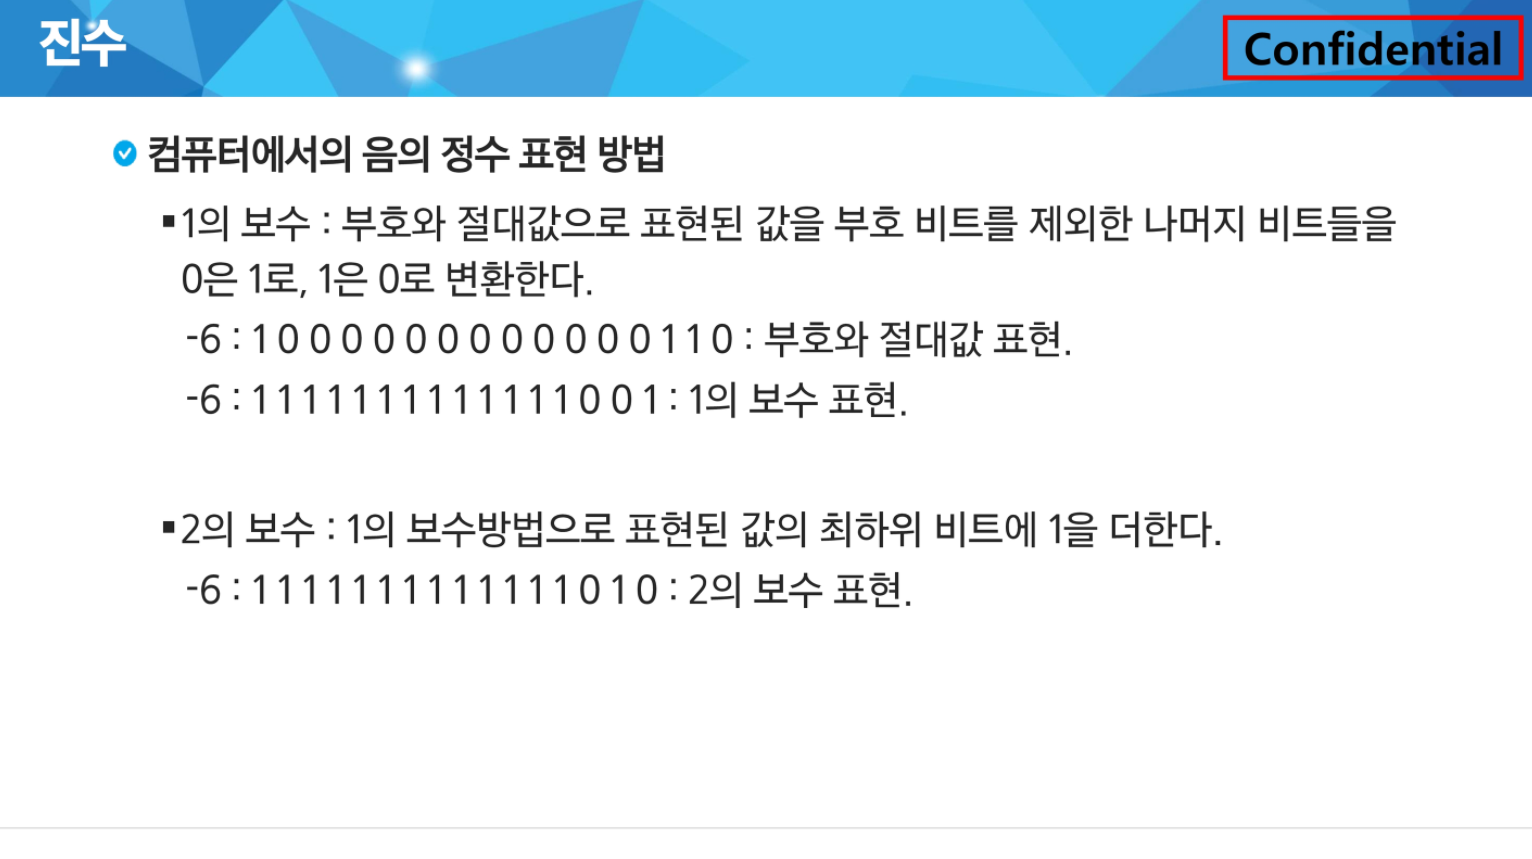 진수
Confidential
컴퓨터에서의 음의 정수 표현 방법
▪1의 보수 : 부호와 절대값으로 표현된 값을 부호 비트를 제외한 나머지 비트들을
0은 1로, 1은 0로 변환한다.
-6 : 1 0 0 0 0 0 0 0 0 0 0 0 0 1 1 0 : 부호와 절대값 표현.
-6 : 1 1 1 1 1 1 1 1 1 1 1 1 1 0 0 1 : 1의 보수 표현.
▪2의 보수 : 1의 보수방법으로 표현된 값의 최하위 비트에 1을 더한다.
-6 : 1 1 1 1 1 1 1 1 1 1 1 1 1 0 1 0 : 2의 보수 표현.